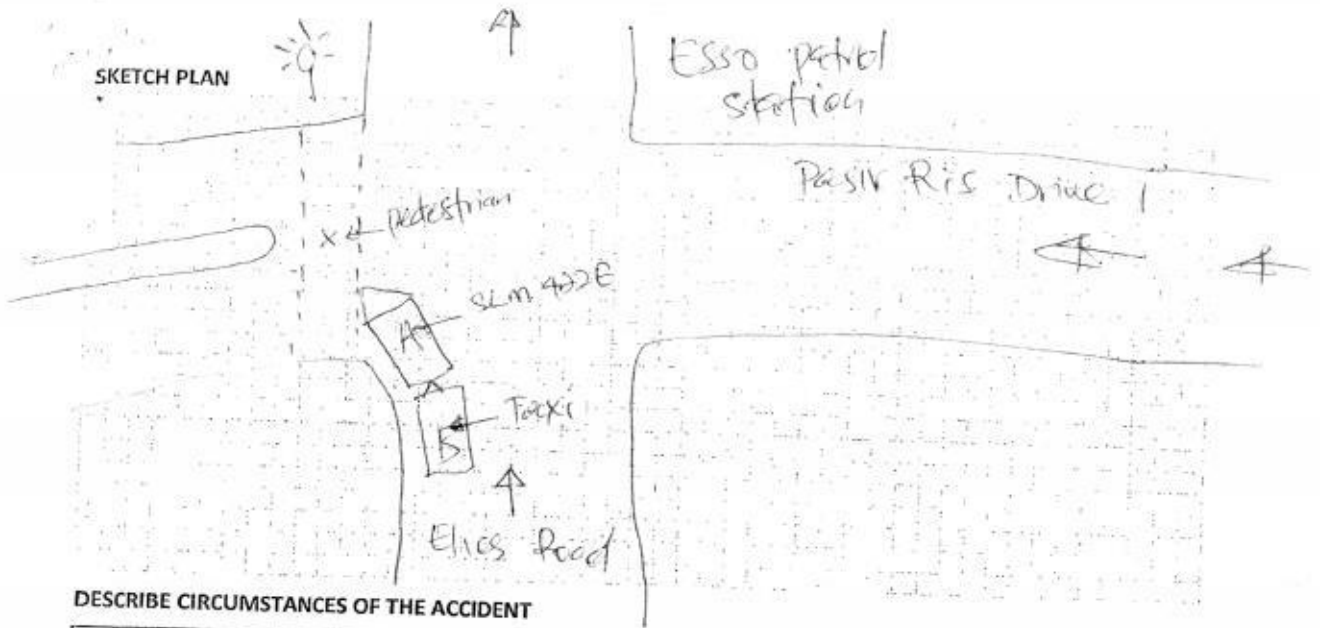 SKETCH PLAN
Esso petrol
station
Pasir Ris Drive 1
x ← pedestrian
SLM 422E
A
Taxi
B
Elias Road
DESCRIBE CIRCUMSTANCES OF THE ACCIDENT